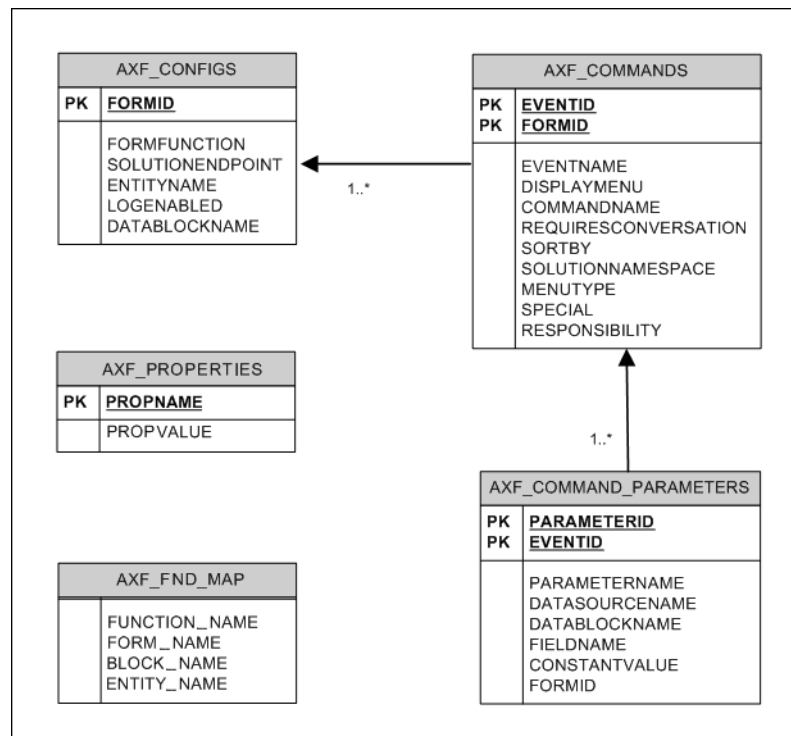 AXF_CONFIGS
PK FORMID
FORMFUNCTION
SOLUTIONENDPOINT
ENTITYNAME
LOGENABLED
DATABLOCKNAME
1..*
AXF_COMMANDS
PK EVENTID
PK FORMID
EVENTNAME
DISPLAYMENU
COMMANDNAME
REQUIRESCONVERSATION
SORTBY
SOLUTIONNAMESPACE
MENUTYPE
SPECIAL
RESPONSIBILITY
AXF_PROPERTIES
PK PROPNAME
PROPVALUE
1..*
AXF_COMMAND_PARAMETERS
PK PARAMETERID
PK EVENTID
PARAMETERNAME
DATASOURCENAME
DATABLOCKNAME
FIELDNAME
CONSTANTVALUE
FORMID
AXF_FND_MAP
FUNCTION_NAME
FORM_NAME
BLOCK_NAME
ENTITY_NAME